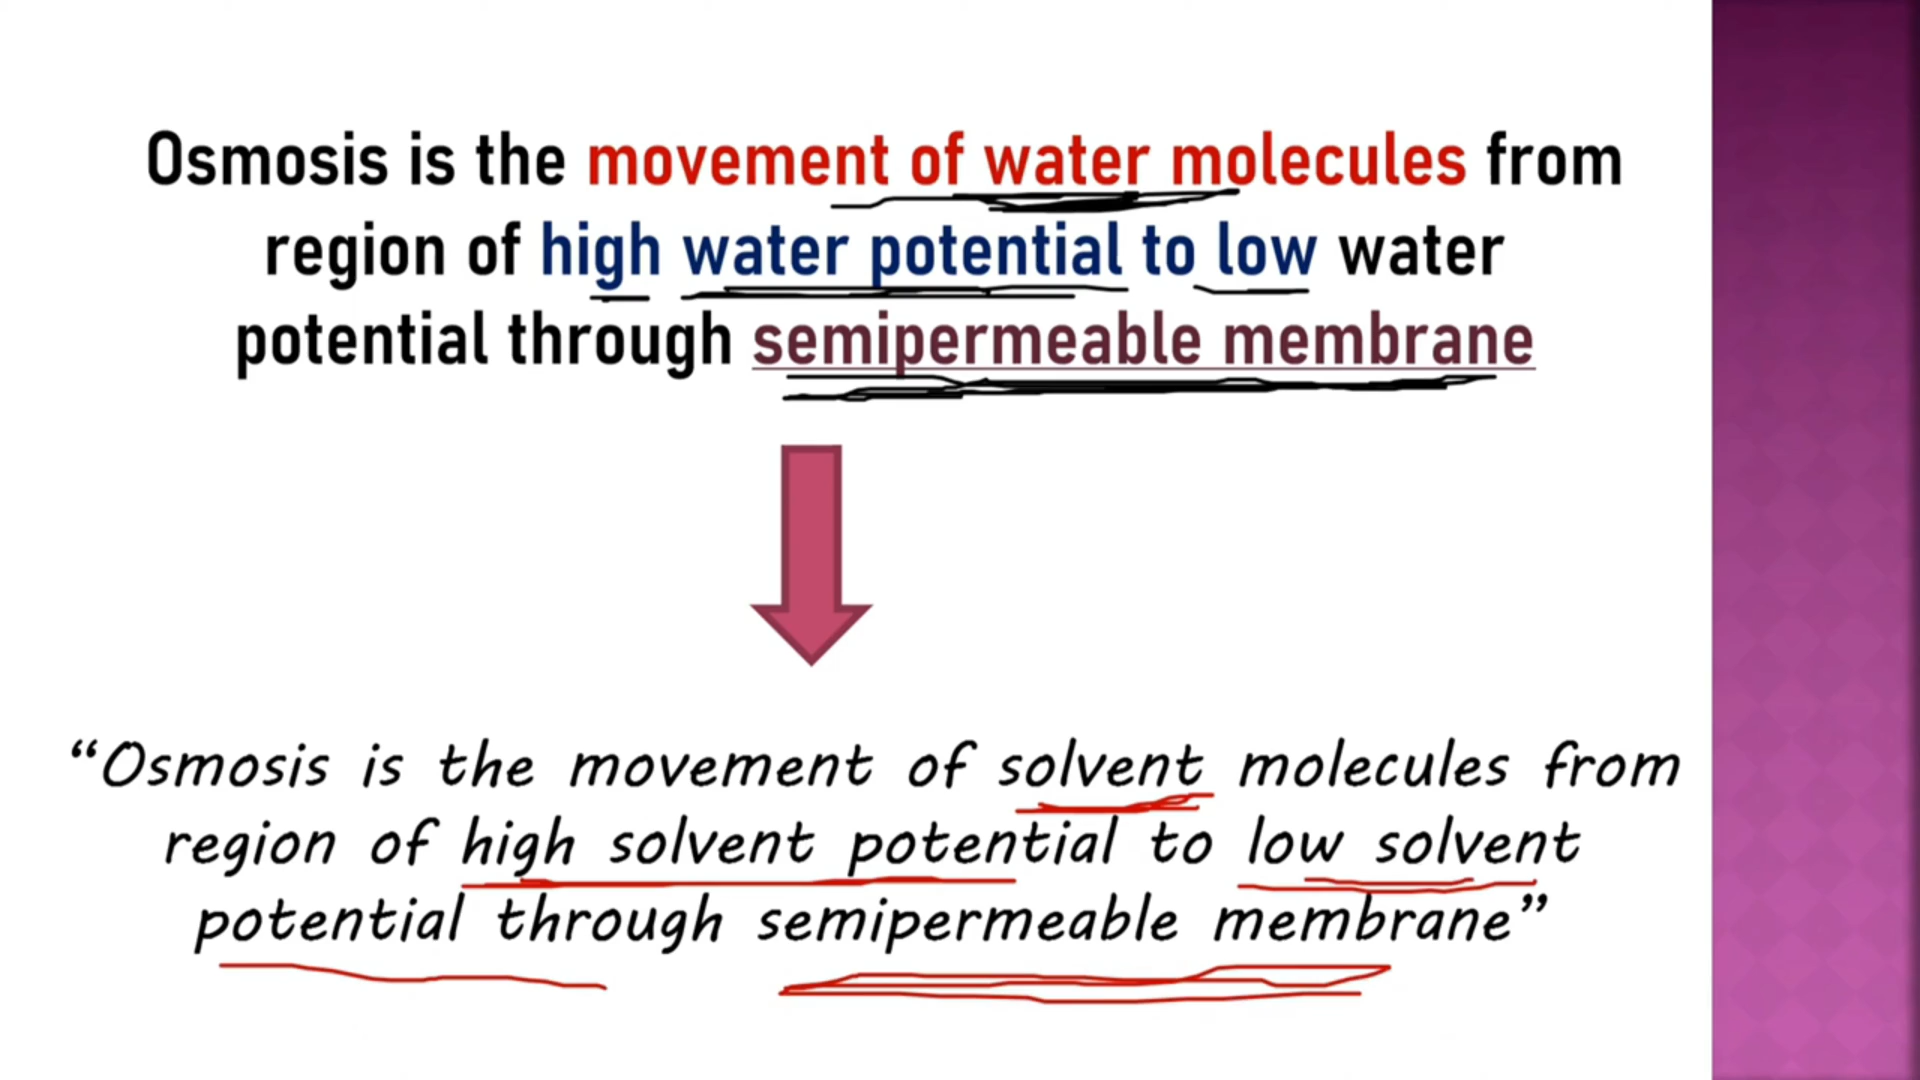 Osmosis is the movement of water molecules from
region of high water potential to low water
potential through semipermeable membrane
“Osmosis is the movement of solvent molecules from
region of high solvent potential to low solvent
potential through semipermeable membrane”